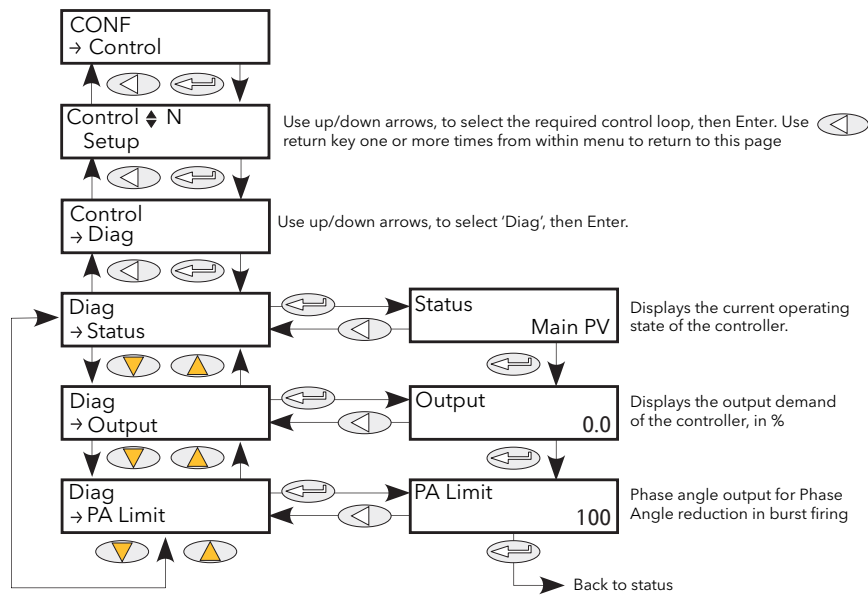 CONF
→ Control
Control ♦ N
Setup
Use up/down arrows, to select the required control loop, then Enter. Use
return key one or more times from within menu to return to this page
Control
→ Diag
Use up/down arrows, to select ‘Diag’, then Enter.
Diag
→ Status
Status
Main PV
Displays the current operating
state of the controller.
Diag
→ Output
Output
0.0
Displays the output demand
of the controller, in %
Diag
→ PA Limit
PA Limit
100
Phase angle output for Phase
Angle reduction in burst firing
Back to status